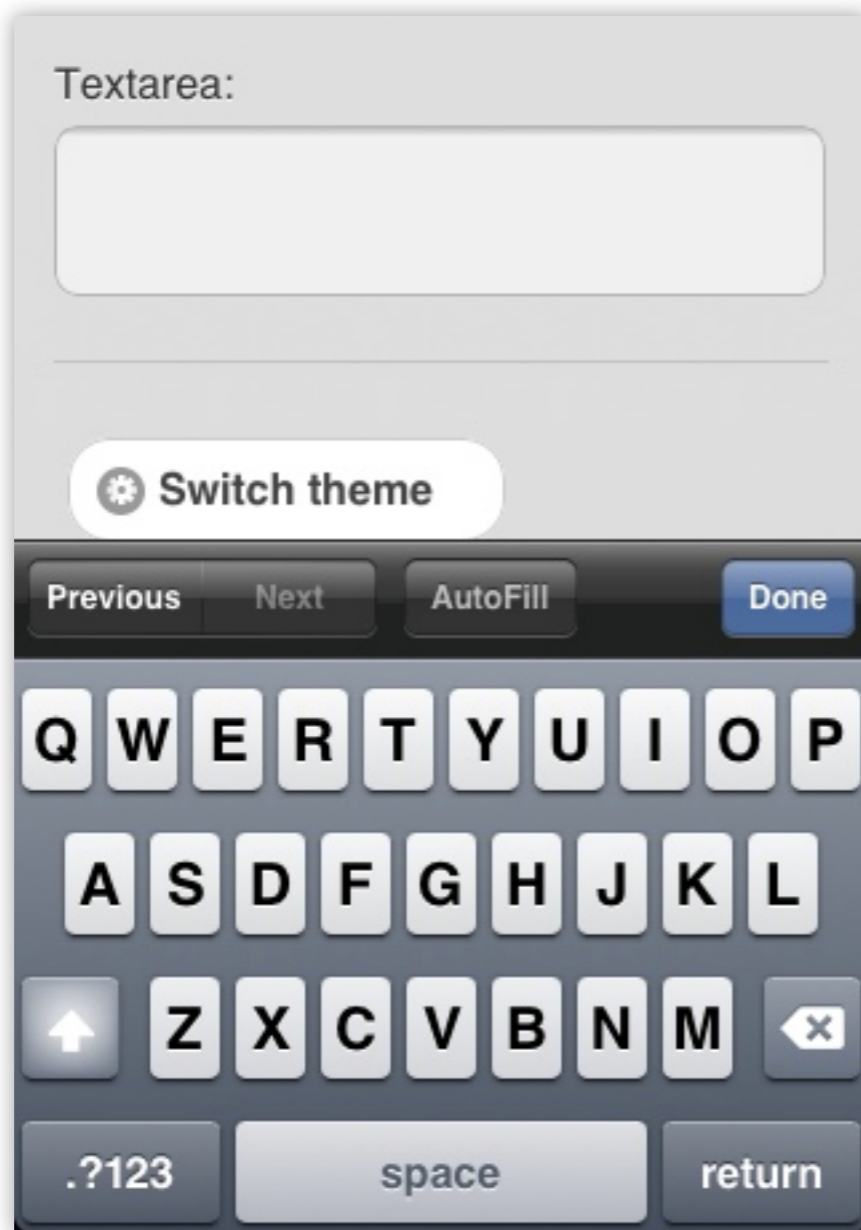 Textarea:
Switch theme
Previous Next AutoFill Done
Q W E R T Y U I O P
A S D F G H J K L
Z X C V B N M
.?123 space return